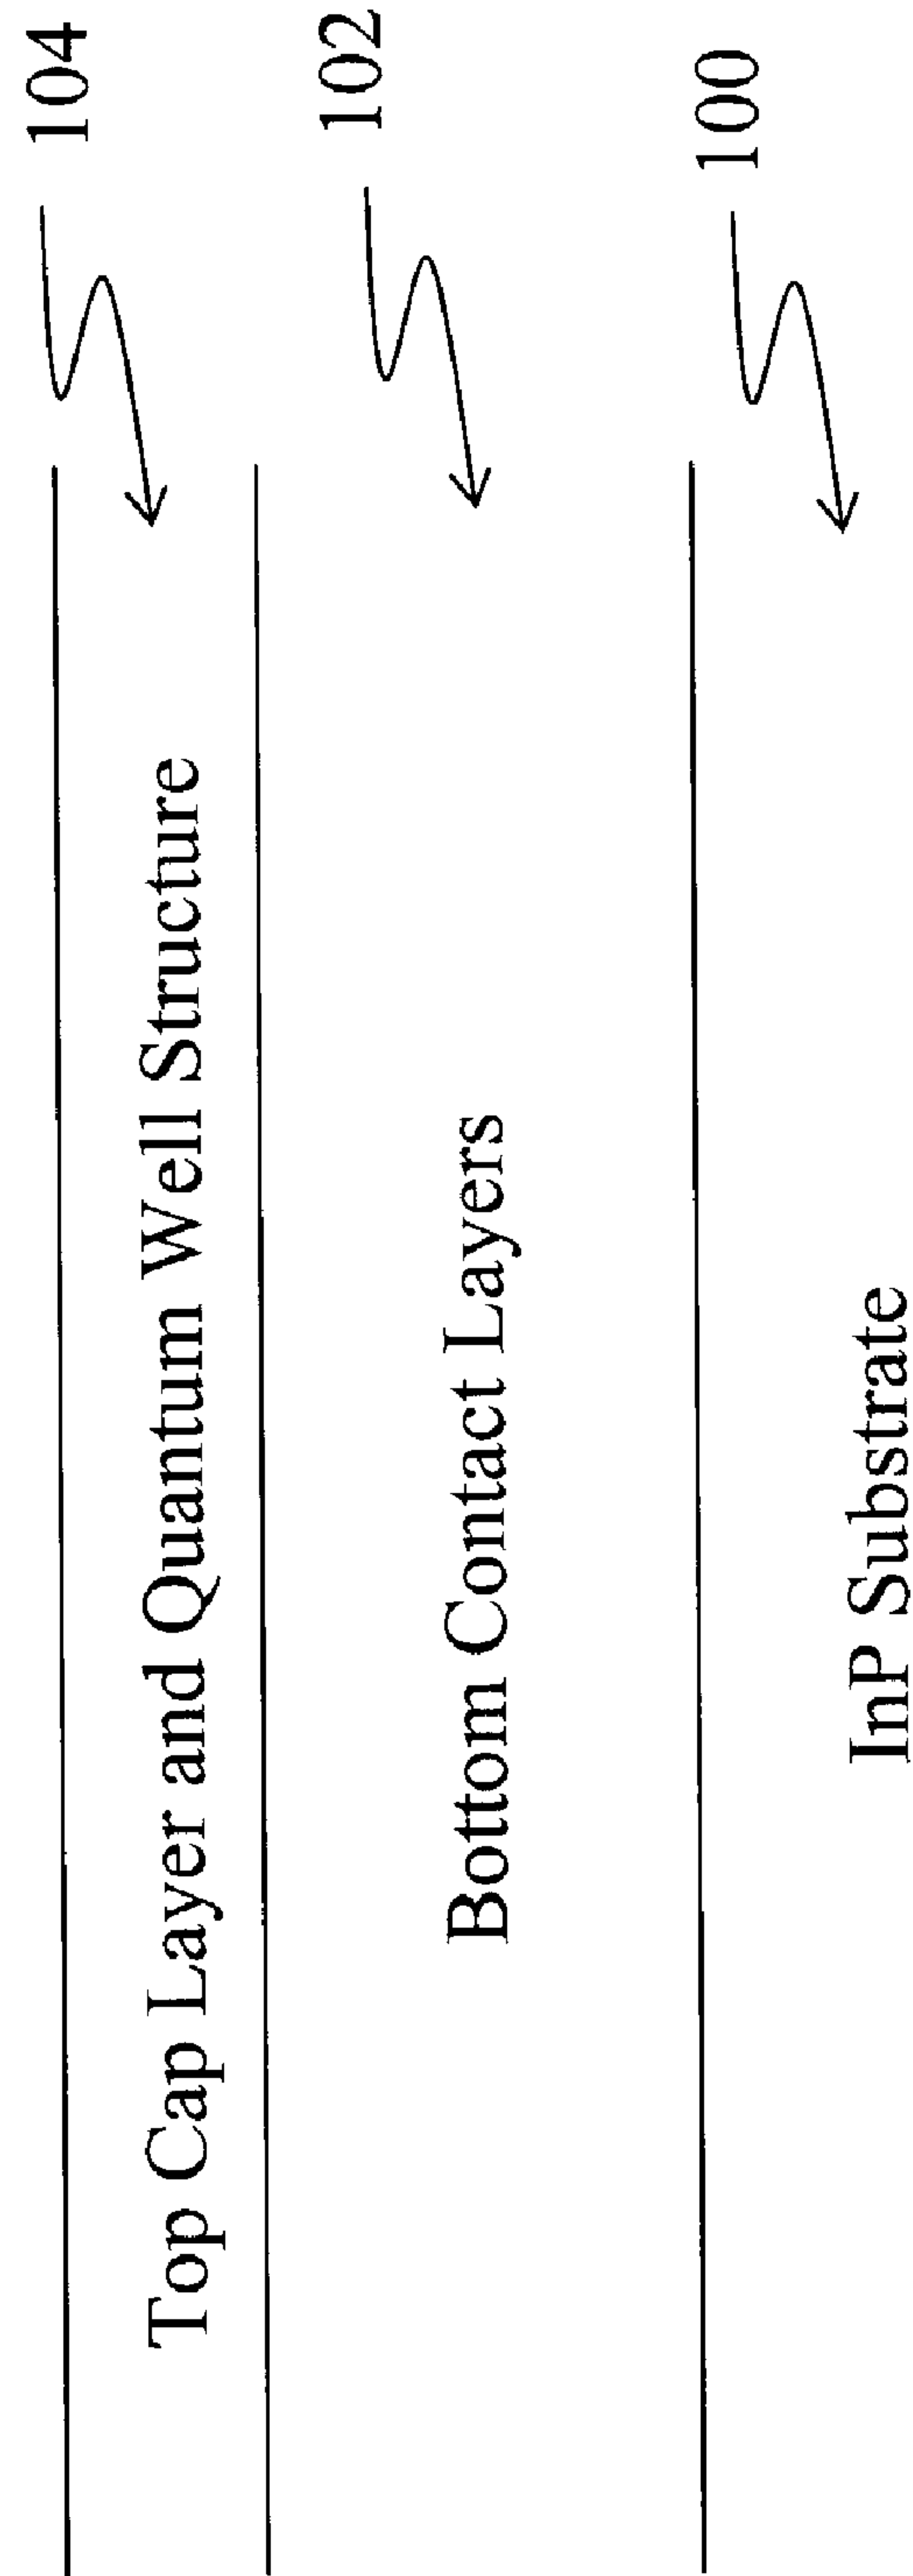 104
Top Cap Layer and Quantum Well Structure
102
Bottom Contact Layers
100
InP Substrate